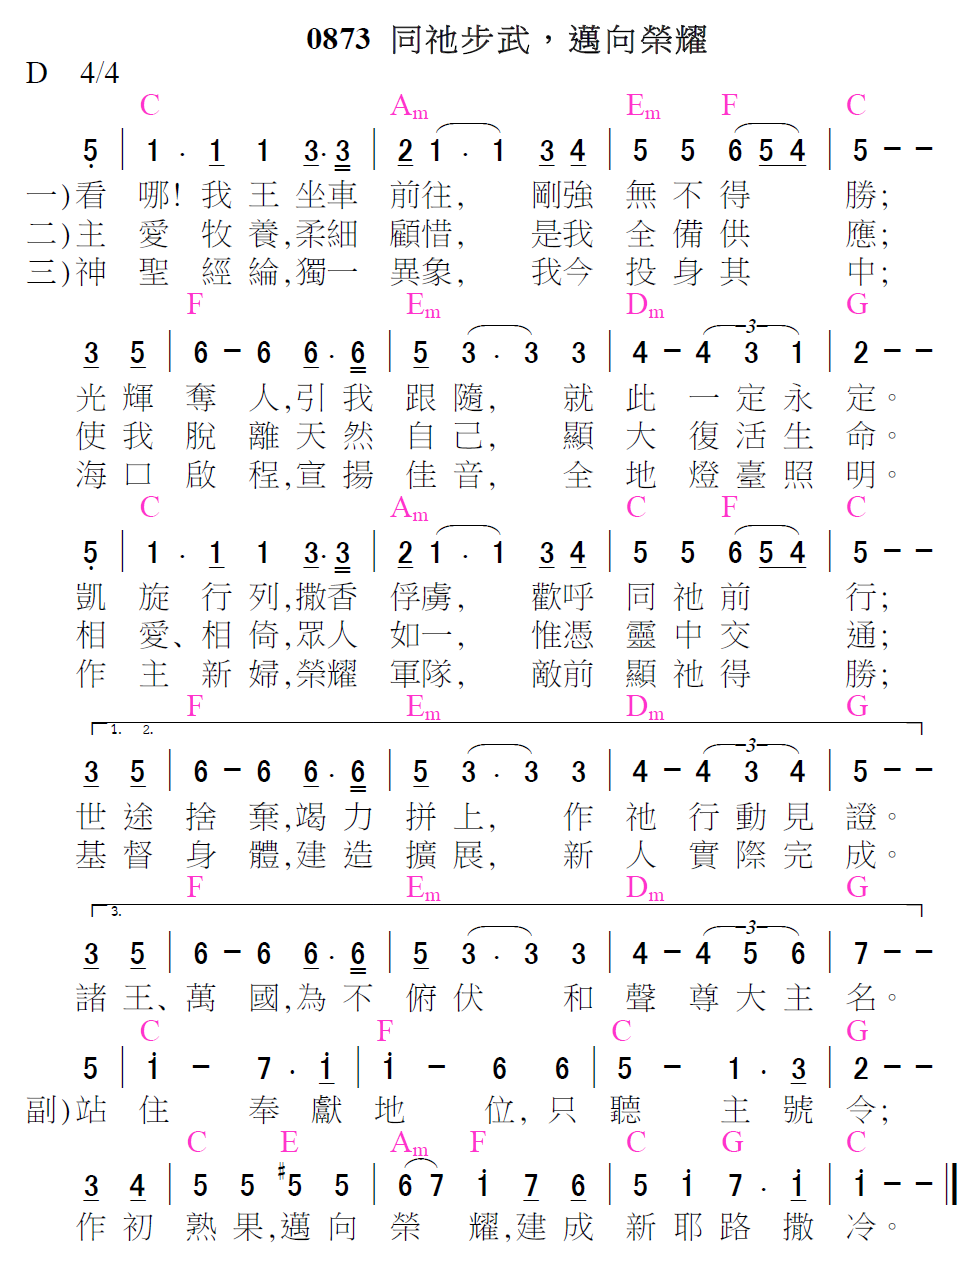 0873 同祂步武，邁向榮耀
D 4/4
C Am Em F C
5 | 1 . 1 1 3. 3 | 2 1 . 1 3 4 | 5 5 6 5 4 | 5 – –
一)看 哪! 我 王 坐車 前往, 剛強 無 不 得 勝;
二)主 愛 牧 養,柔細 顧惜, 是我 全 備 供 應;
三)神 聖 經 綸,獨一 異象, 我今 投 身 其 中;
F Em Dm G
3 5 | 6 – 6 6 . 6 | 5 3 . 3 3 | 4 – 4 3 1 | 2 – –
3
光 輝 奪 人,引 我 跟 隨, 就 此 一 定 永 定。
使 我 脫 離 天 然 自 己, 顯 大 復 活 生 命。
海 口 啟 程,宣 揚 佳 音, 全 地 燈 臺 照 明。
C Am C F C
5 | 1 . 1 1 3. 3 | 2 1 . 1 3 4 | 5 5 6 5 4 | 5 – –
凱 旋 行 列,撒香 俘虜, 歡呼 同 祂 前 行;
相 愛、相 倚,眾人 如一, 惟憑 靈 中 交 通;
作 主 新 婦,榮耀 軍隊, 敵前 顯 祂 得 勝;
F Em Dm G
1. 2.
3 5 | 6 – 6 6 . 6 | 5 3 . 3 3 | 4 – 4 3 4 | 5 – –
3
世 途 捨 棄,竭 力 拼 上, 作 祂 行 動 見 證。
基 督 身 體,建 造 擴 展, 新 人 實 際 完 成。
F Em Dm G
3.
3 5 | 6 – 6 6 . 6 | 5 3 . 3 3 | 4 – 4 5 6 | 7 – –
3
諸 王、萬 國,為 不 俯 伏 和 聲 尊 大 主 名。
C F C G
5 | i – 7 . i | i – 6 6 | 5 – 1 . 3 | 2 – –
副)站 住 奉 獻 地 位, 只 聽 主 號 令;
C E Am F C G C
3 4 | 5 5 #5 5 | 6 7 i 7 6 | 5 i 7 . i | i – – ‖
作 初 熟 果,邁 向 榮 耀,建 成 新 耶 路 撒 冷。